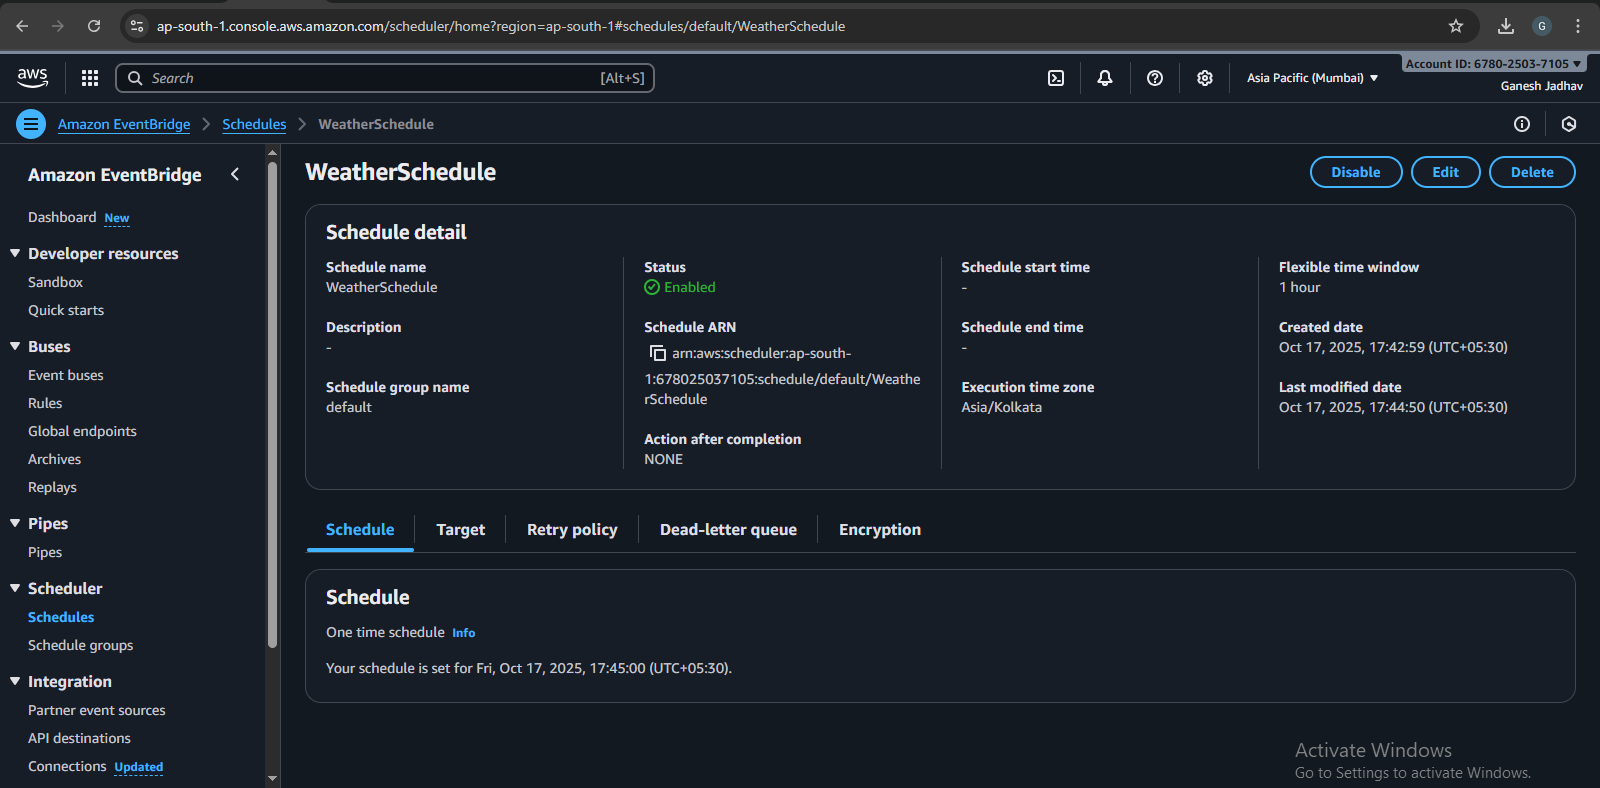 ap-south-1.console.aws.amazon.com/scheduler/home?region=ap-south-1#schedules/default/WeatherSchedule
G
aws
Search
[Alt+S]
Asia Pacific (Mumbai)
Account ID: 6780-2503-7105
Ganesh Jadhav
Amazon EventBridge
Schedules
WeatherSchedule
Amazon EventBridge
Dashboard New
Developer resources
Sandbox
Quick starts
Buses
Event buses
Rules
Global endpoints
Archives
Replays
Pipes
Pipes
Scheduler
Schedules
Schedule groups
Integration
Partner event sources
API destinations
Connections Updated
WeatherSchedule
Disable
Edit
Delete
Schedule detail
Schedule name
WeatherSchedule
Description
-
Schedule group name
default
Status
Enabled
Schedule ARN
arn:aws:scheduler:ap-south-
1:678025037105:schedule/default/Weathe
rSchedule
Action after completion
NONE
Schedule start time
-
Schedule end time
-
Execution time zone
Asia/Kolkata
Flexible time window
1 hour
Created date
Oct 17, 2025, 17:42:59 (UTC+05:30)
Last modified date
Oct 17, 2025, 17:44:50 (UTC+05:30)
Schedule
Target
Retry policy
Dead-letter queue
Encryption
Schedule
One time schedule Info
Your schedule is set for Fri, Oct 17, 2025, 17:45:00 (UTC+05:30).
Activate Windows
Go to Settings to activate Windows.